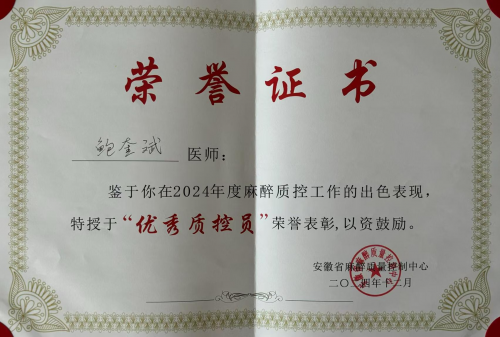 荣誉证书
鲍奎斌 医师：
鉴于你在2024年度麻醉质控工作的出色表现，
特授于“优秀质控员”荣誉表彰，以资鼓励。
安徽省麻醉质量控制中心
二〇二四年十二月